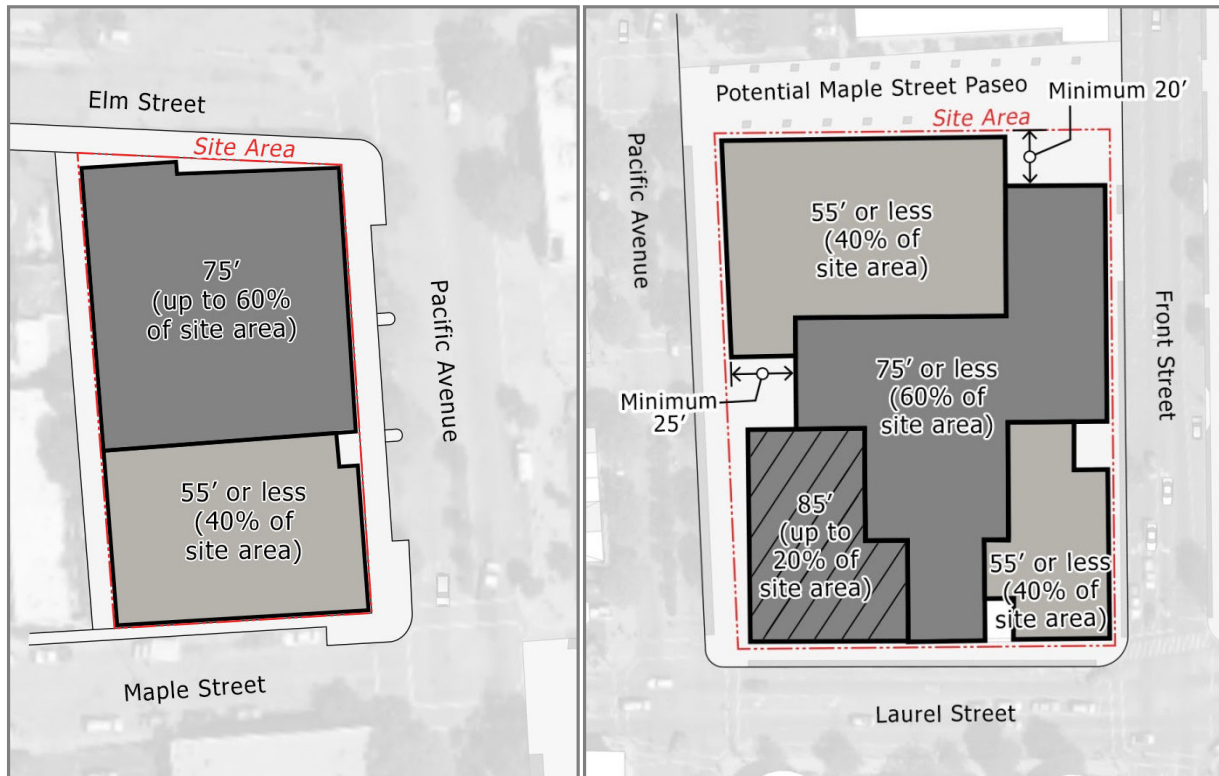 Elm Street
Site Area
75’
(up to 60%
of site area)
Pacific Avenue
55’ or less
(40% of
site area)
Maple Street
Potential Maple Street Paseo
Minimum 20’
Site Area
Pacific Avenue
55’ or less
(40% of
site area)
Front Street
75’ or less
(60% of
site area)
Minimum
25’
85’
(up to
20% of
site area)
55’ or less
(40% of
site area)
Laurel Street